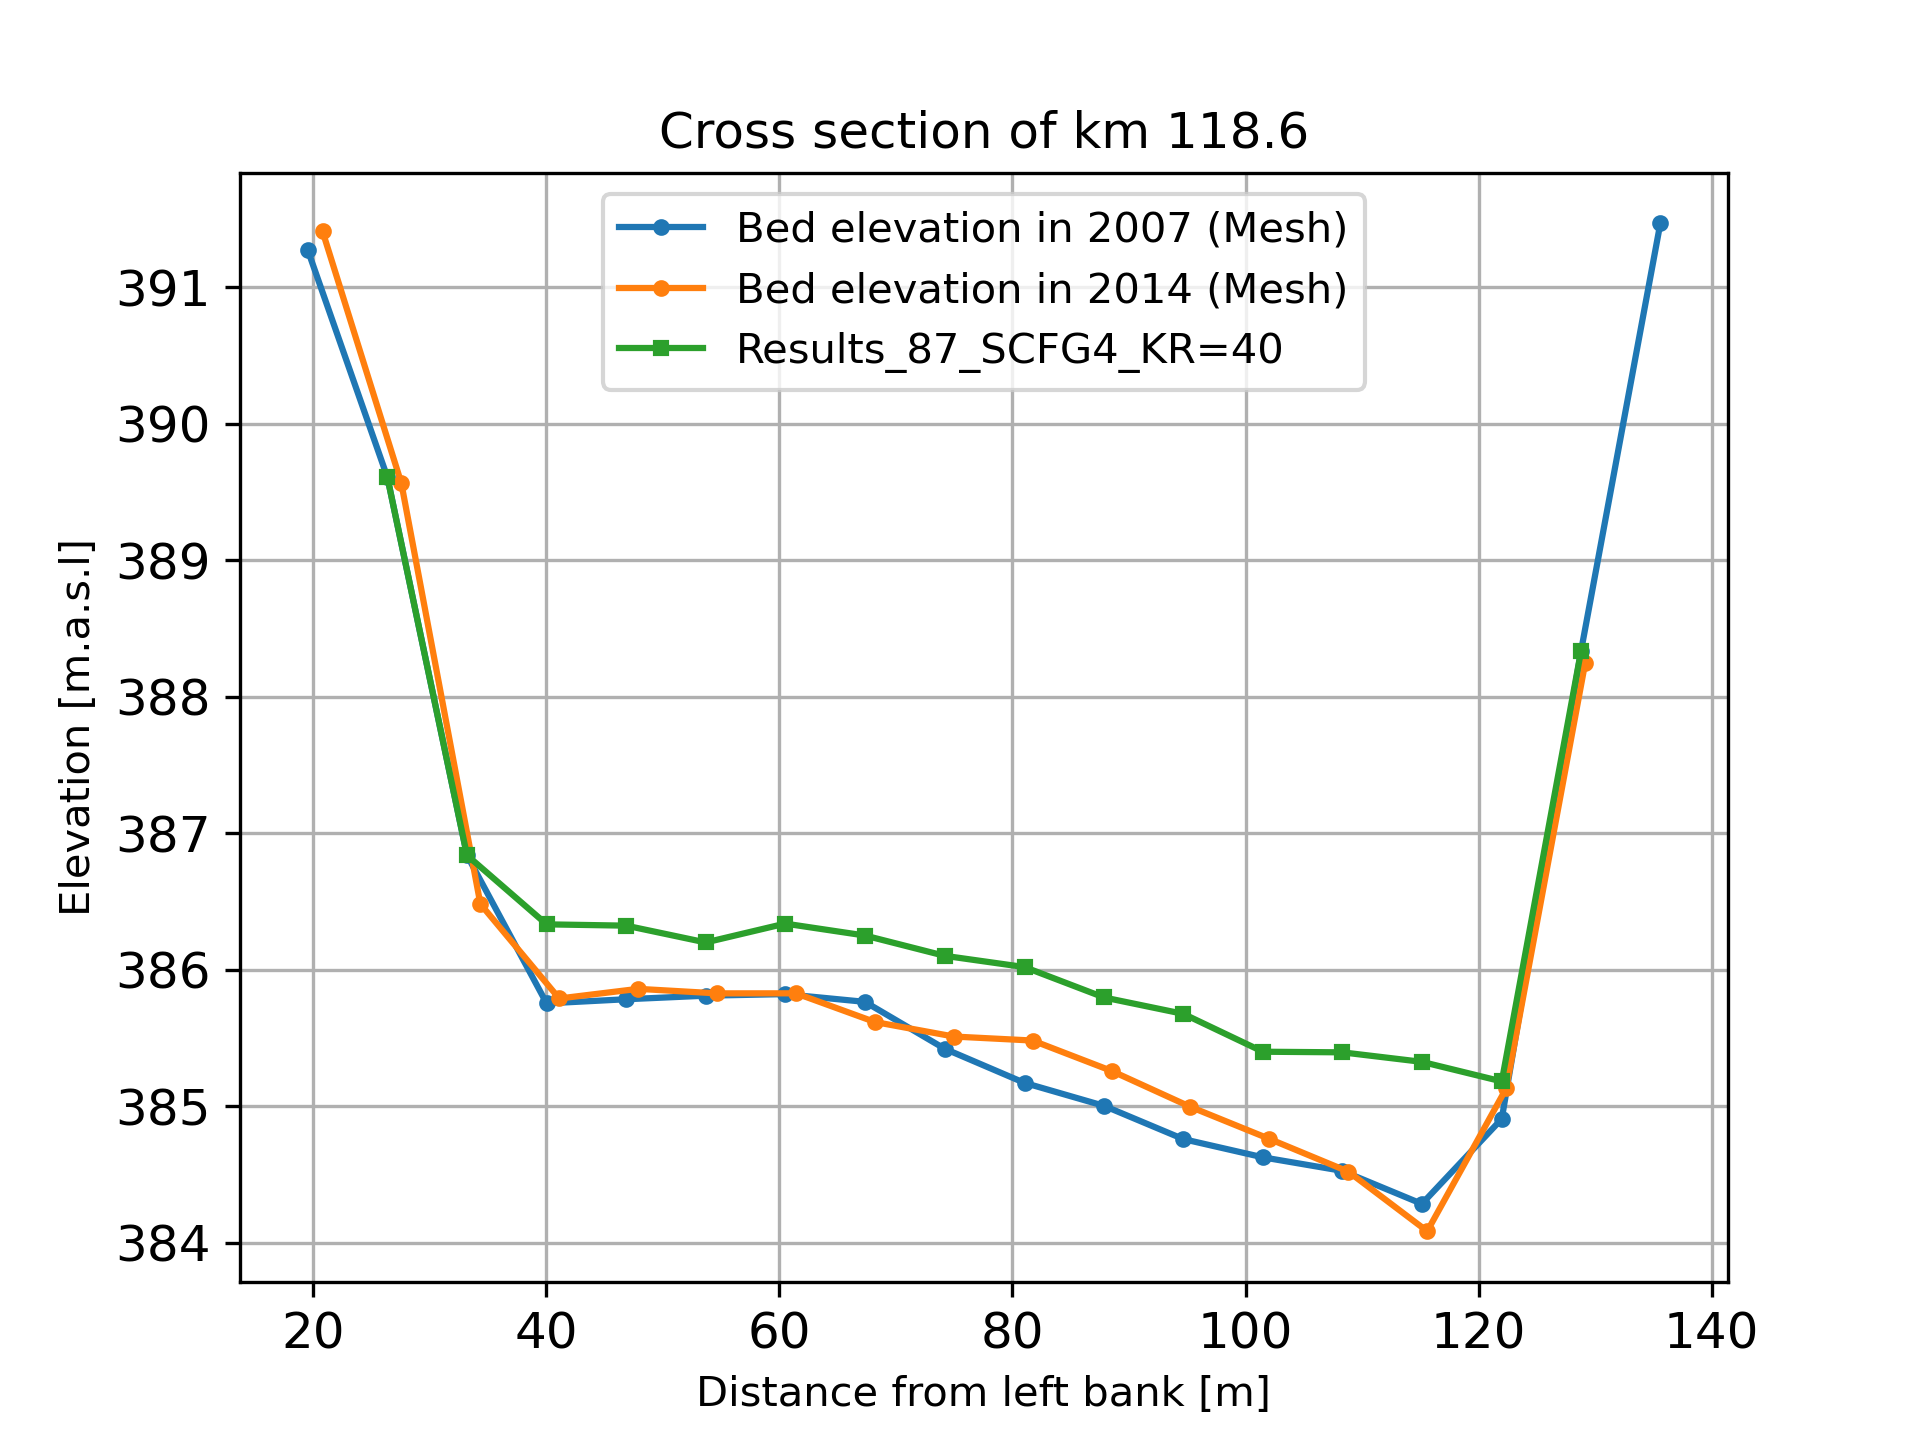 Cross section of km 118.6
Bed elevation in 2007 (Mesh)
Bed elevation in 2014 (Mesh)
Results_87_SCFG4_KR=40
Elevation [m.a.s.l]
391
390
389
388
387
386
385
384
20 40 60 80 100 120 140
Distance from left bank [m]